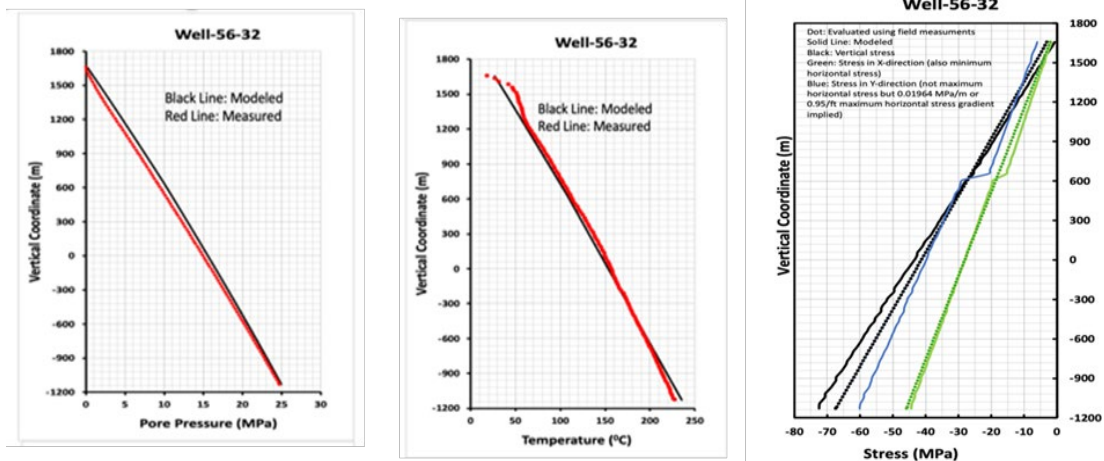 Well-56-32
1800
1500
1200
900
600
300
0
-300
-600
-900
-1200
Vertical Coordinate (m)
Black Line: Modeled
Red Line: Measured
0 5 10 15 20 25 30
Pore Pressure (MPa)
Well-56-32
1800
1500
1200
900
600
300
0
-300
-600
-900
-1200
Vertical Coordinate (m)
Black Line: Modeled
Red Line: Measured
0 50 100 150 200 250
Temperature (⁰C)
Well-56-32
Dot: Evaluated using field measuments
Solid Line: Modeled
Black: Vertical stress
Green: Stress in X-direction (also minimum
horizontal stress)
Blue: Stress in Y-direction (not maximum
horizontal stress but 0.01964 MPa/m or
0.95/ft maximum horizontal stress gradient
implied)
Vertical Coordinate (m)
1800
1500
1200
900
600
300
0
-300
-600
-900
-1200
-80 -70 -60 -50 -40 -30 -20 -10 0
Stress (MPa)